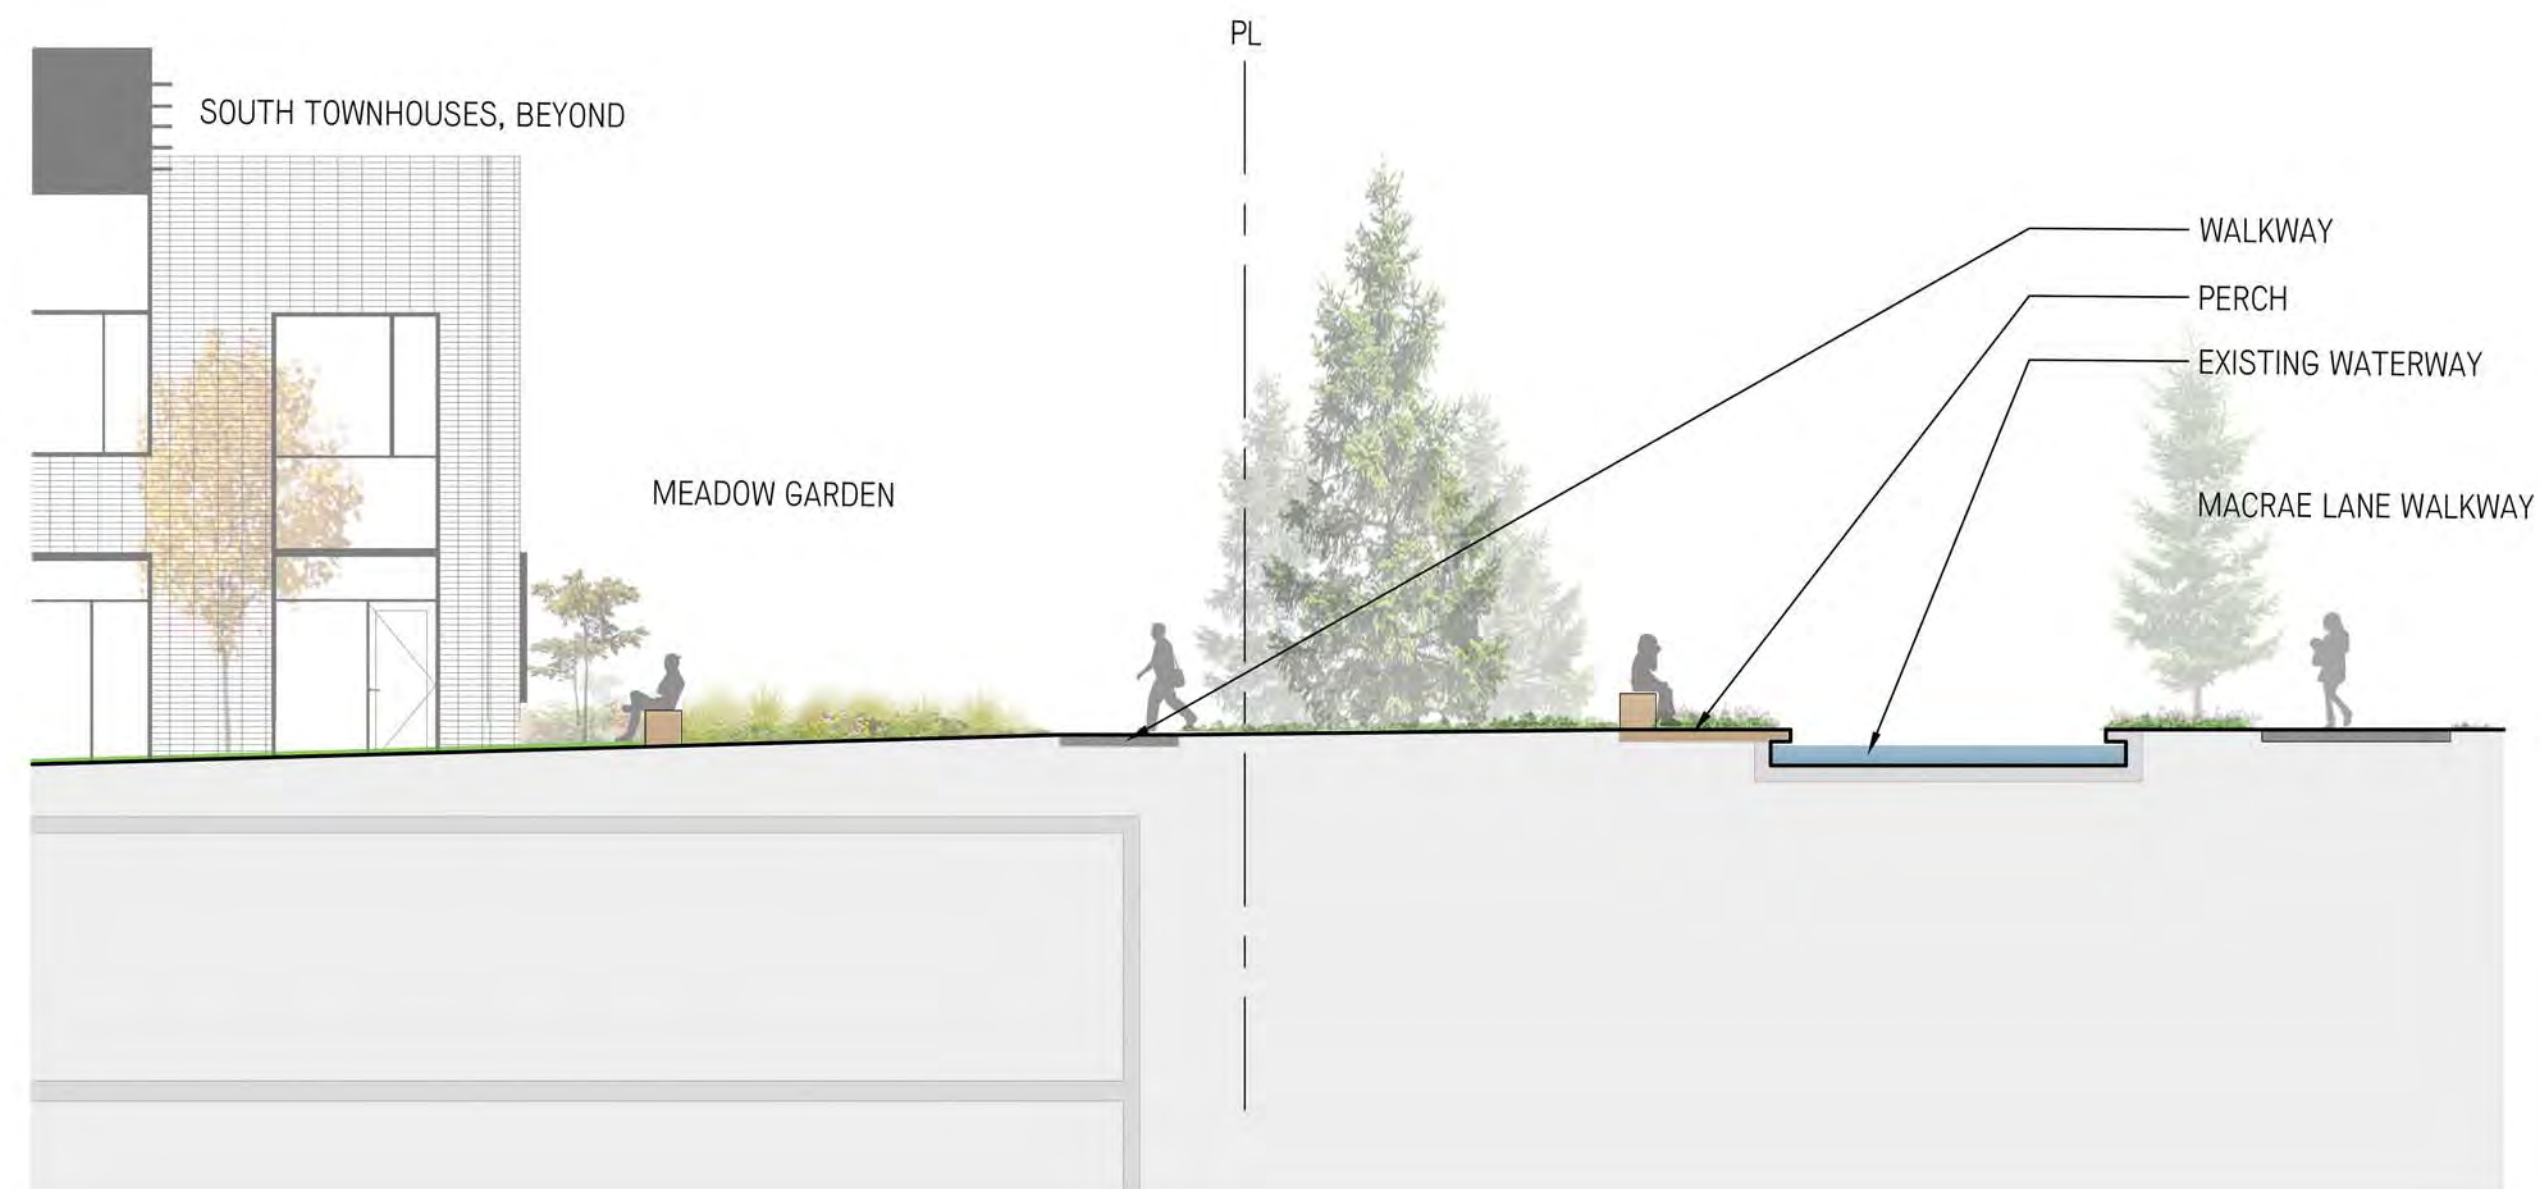 PL
SOUTH TOWNHOUSES, BEYOND
WALKWAY
PERCH
EXISTING WATERWAY
MEADOW GARDEN
MACRAE LANE WALKWAY